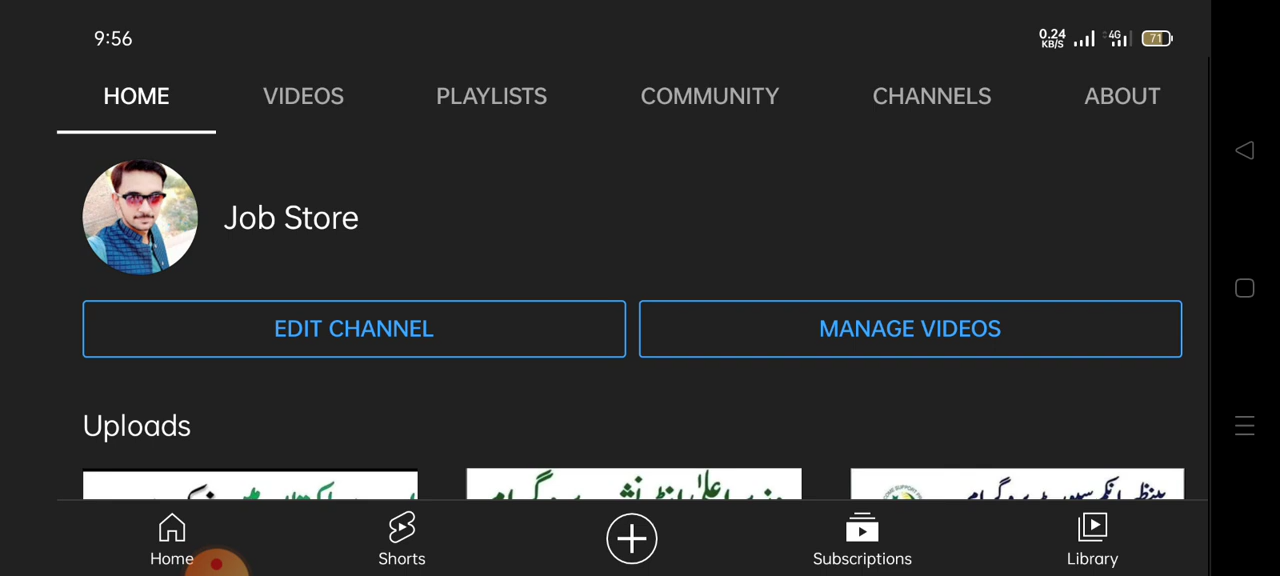 9:56
0.24
KB/S
4G
71
HOME VIDEOS PLAYLISTS COMMUNITY CHANNELS ABOUT
Job Store
EDIT CHANNEL MANAGE VIDEOS
Uploads
Home Shorts Subscriptions Library